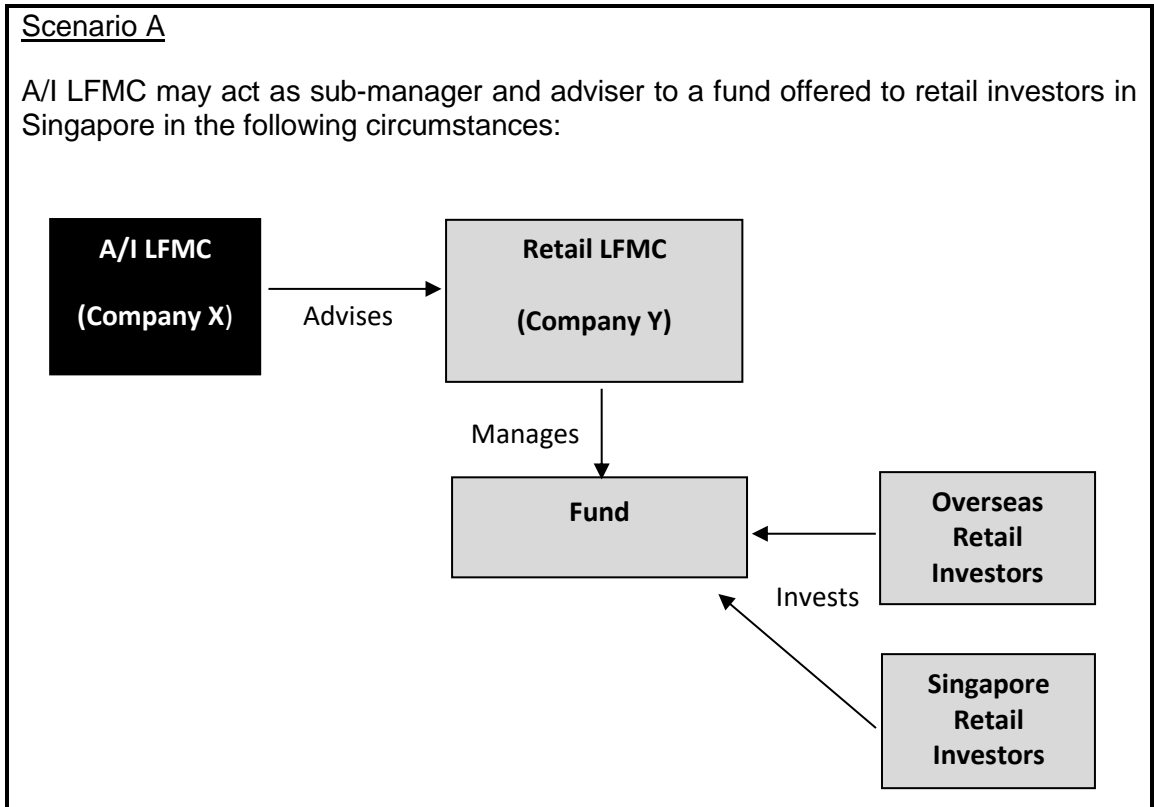 Scenario A
A/I LFMC may act as sub-manager and adviser to a fund offered to retail investors in
Singapore in the following circumstances:
A/I LFMC
(Company X)
Advises
Retail LFMC
(Company Y)
Manages
Fund
Overseas
Retail
Investors
Invests
Singapore
Retail
Investors